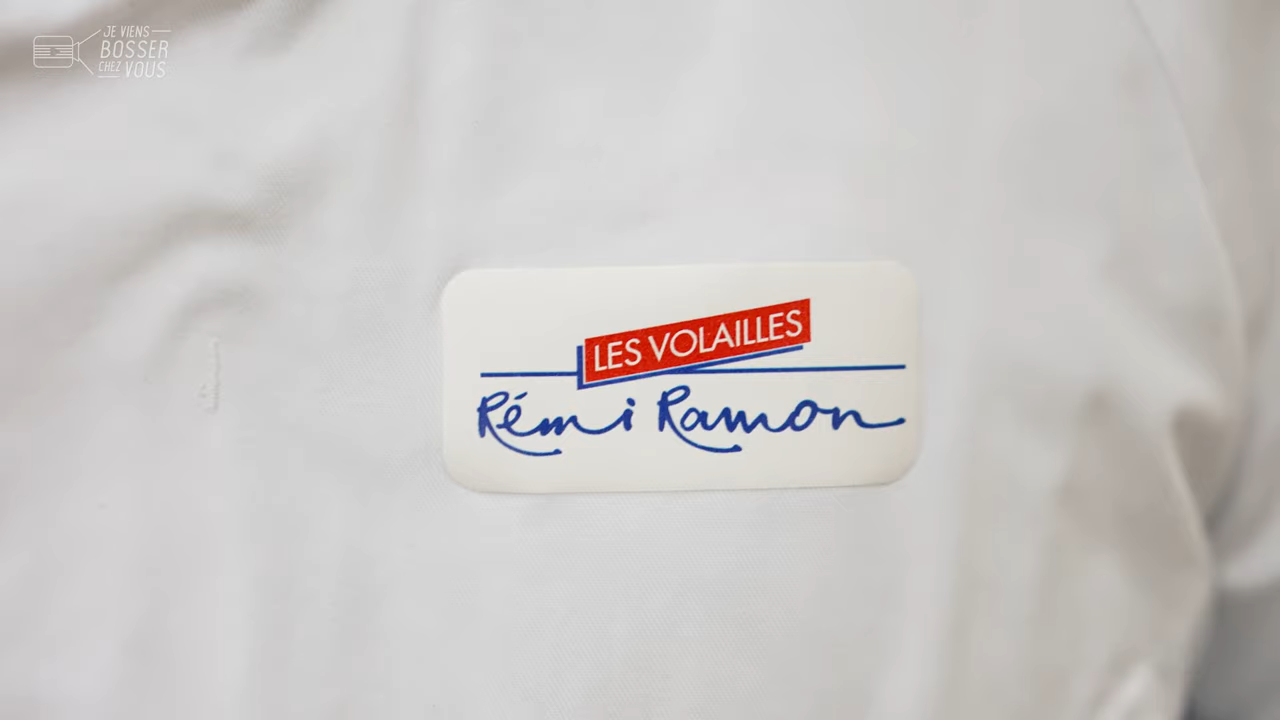 JE VIENS
BOSSER
CHEZ VOUS
LES VOLAILLES
Rémi Ramon